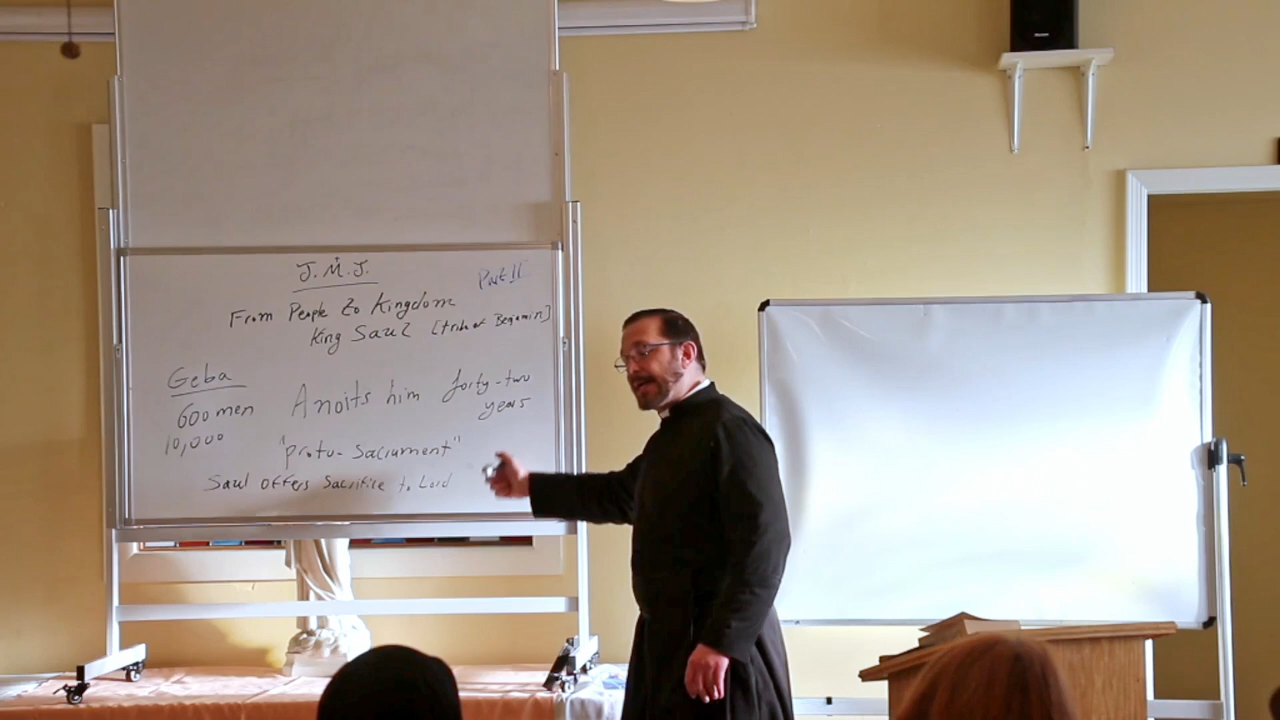 J.M.J.
Part II
From People to Kingdom
King Saul [tribe of Benjamin]
Geba
600 men
10,000
Anoits him
forty-two
years
"proto-Sacrament"
Saul offers Sacrifice to Lord